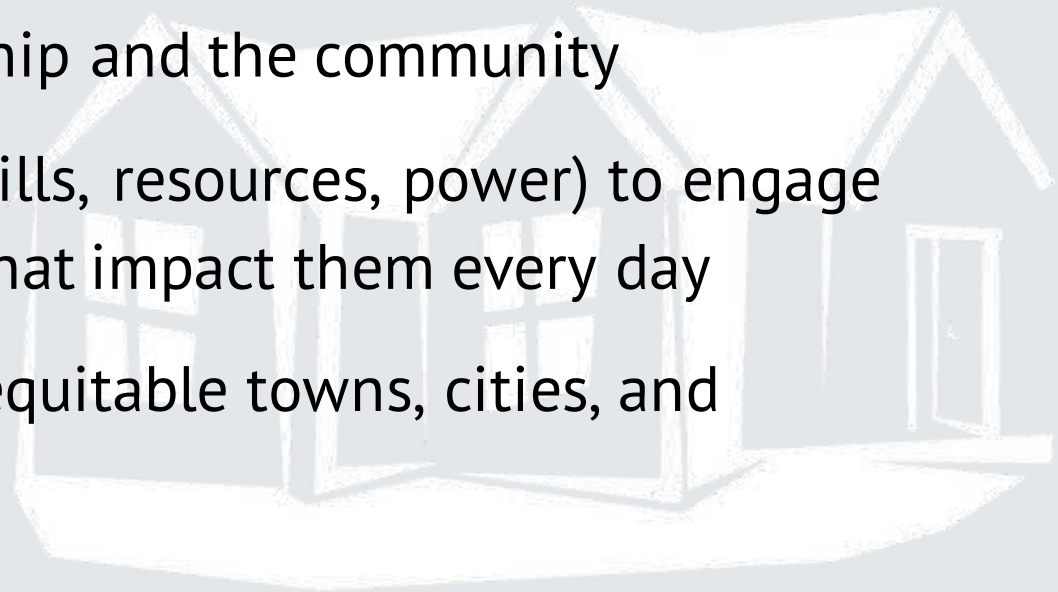 hip and the community
ills, resources, power) to engage
hat impact them every day
equitable towns, cities, and